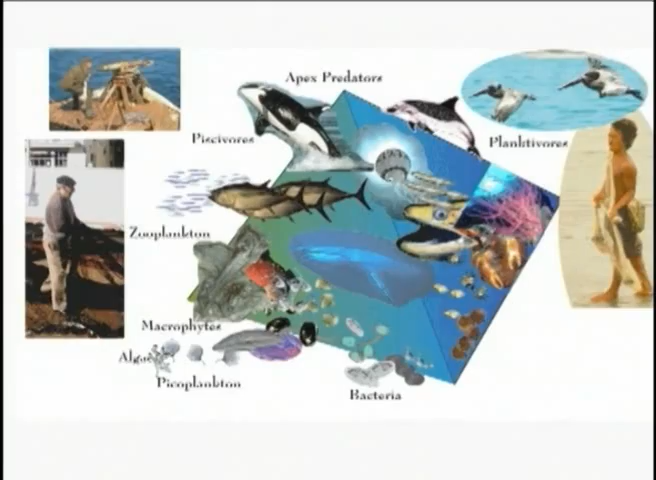 Apex Predators
Piscivores
Planktivores
Zooplankton
Macrophytes
Algae
Picoplankton
Bacteria